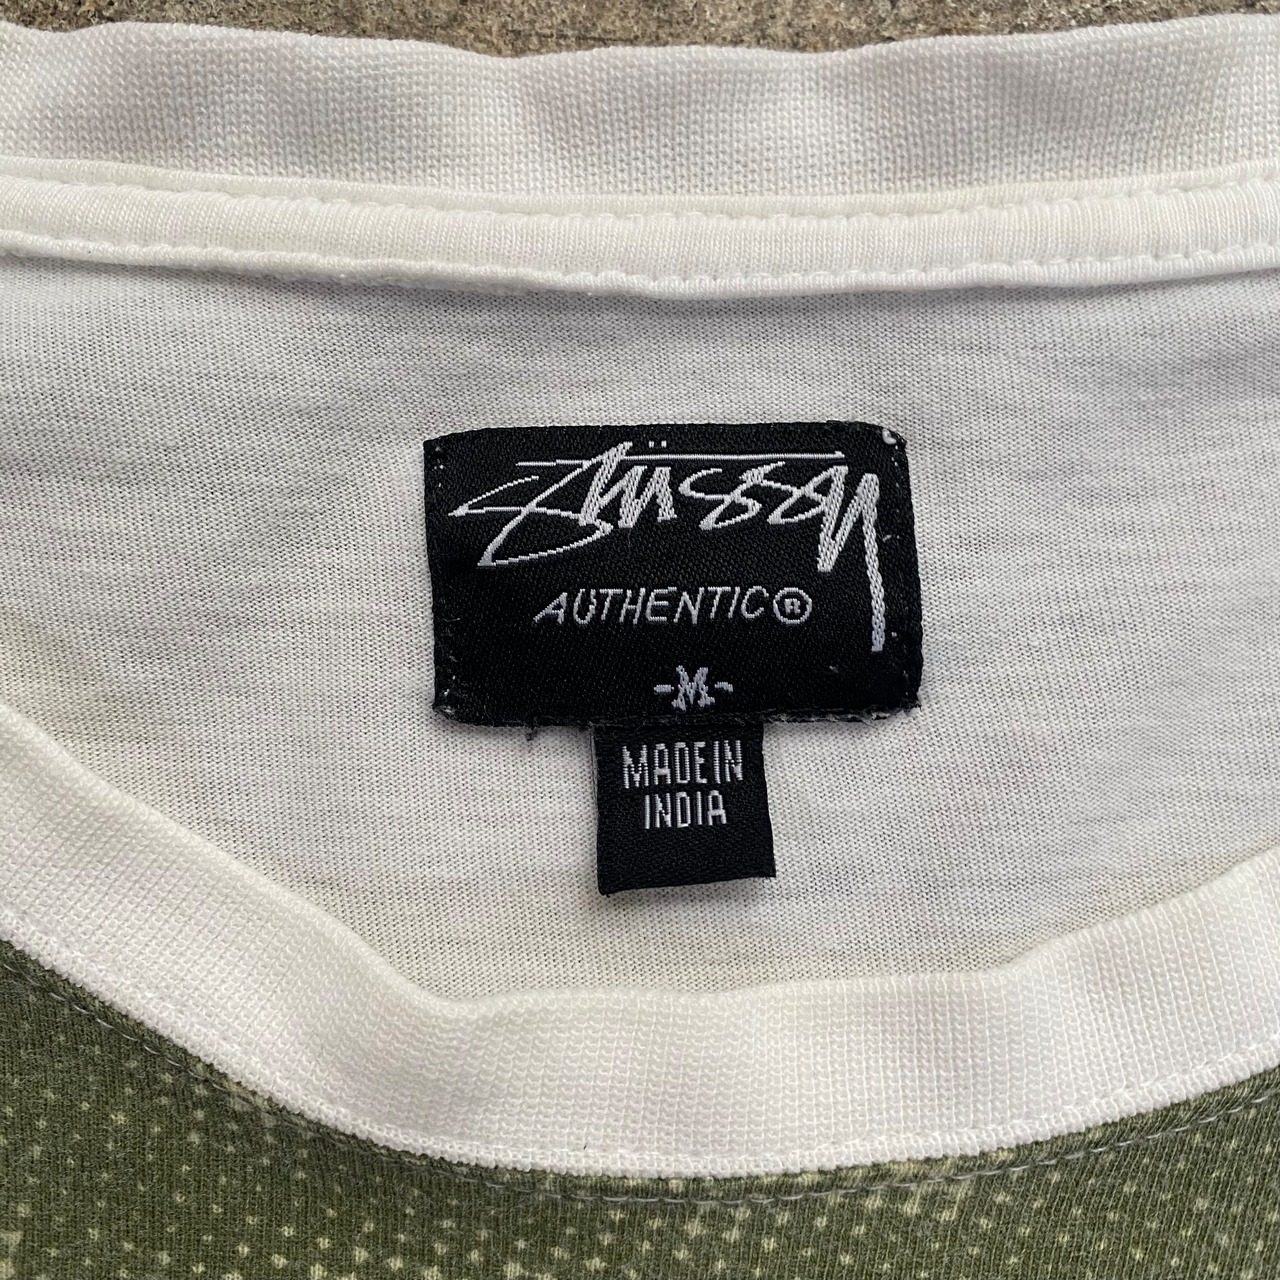 Stüssy
AUTHENTIC®
-M-
MADE IN
INDIA